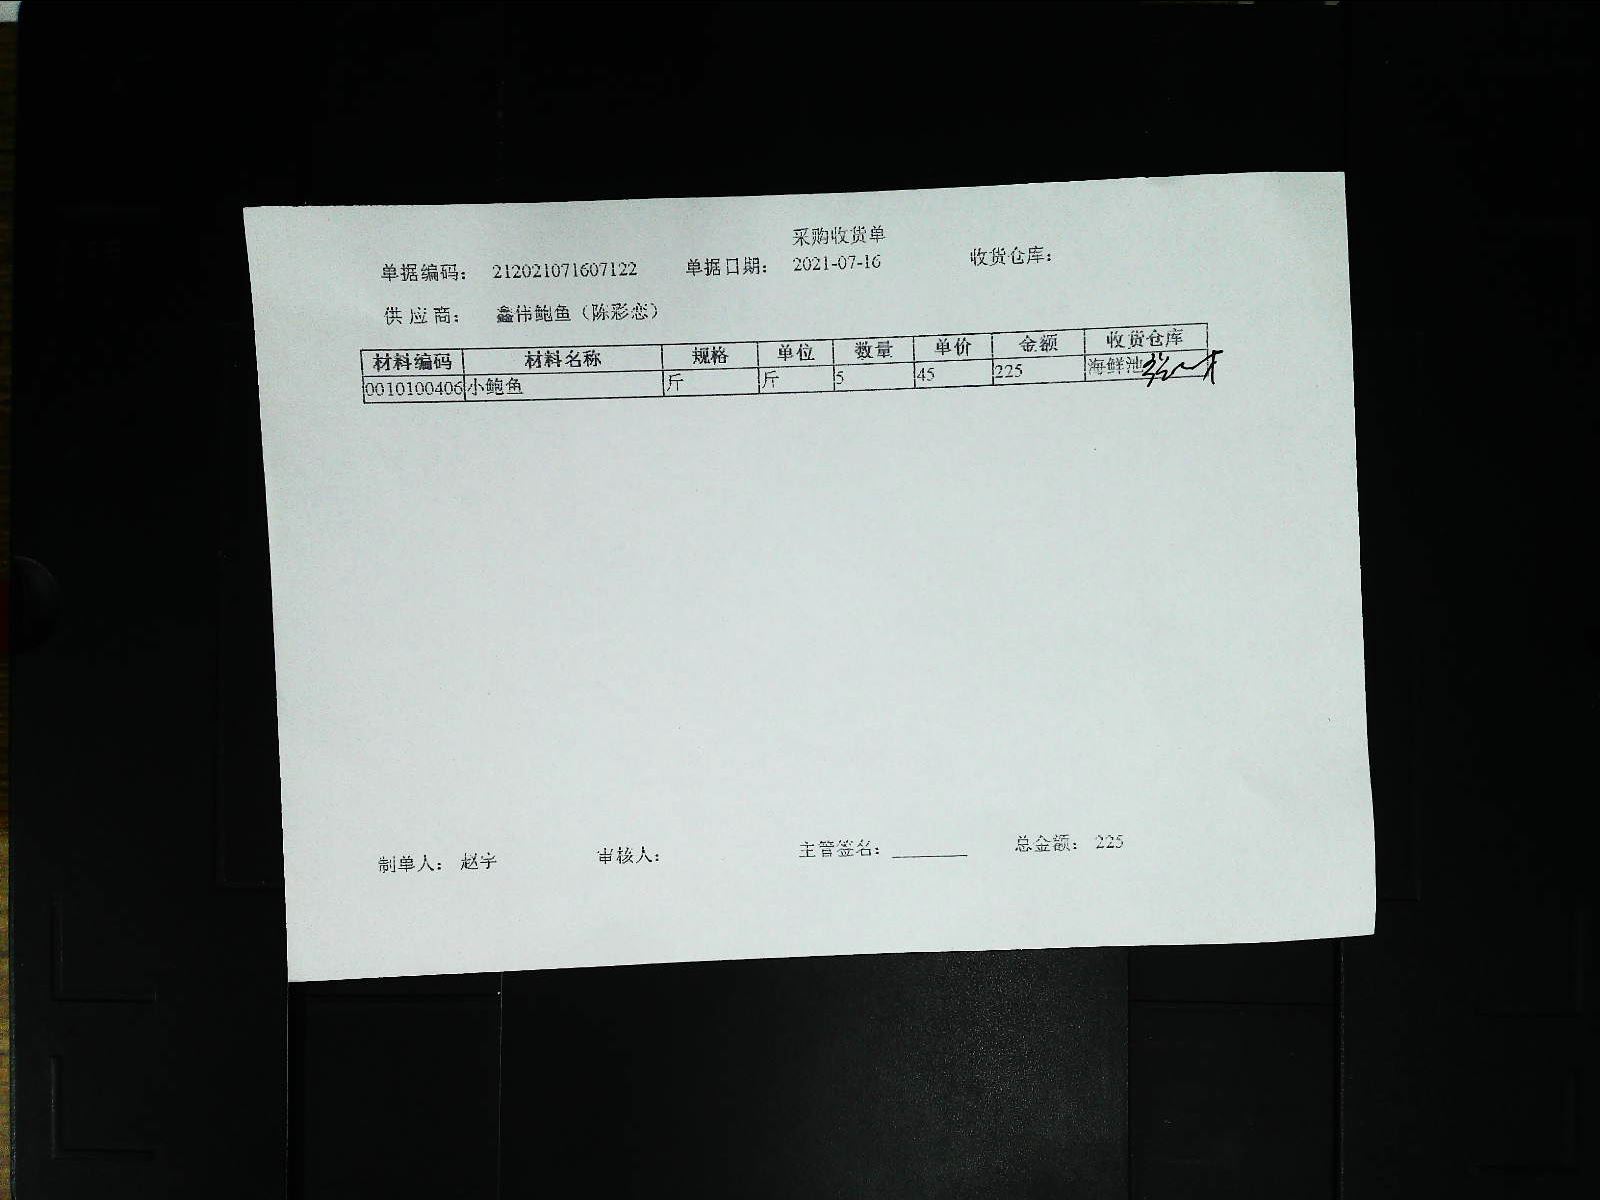 采购收货单
单据编码: 212021071607122 单据日期: 2021-07-16 收货仓库:
供应商: 鑫伟鲍鱼（陈彩恋）
材料编码 材料名称 规格 单位 数量 单价 金额 收货仓库
0010100406 小鲍鱼 斤 斤 5 45 225 海鲜池
制单人: 赵宇 审核人: 主管签名: ________ 总金额: 225